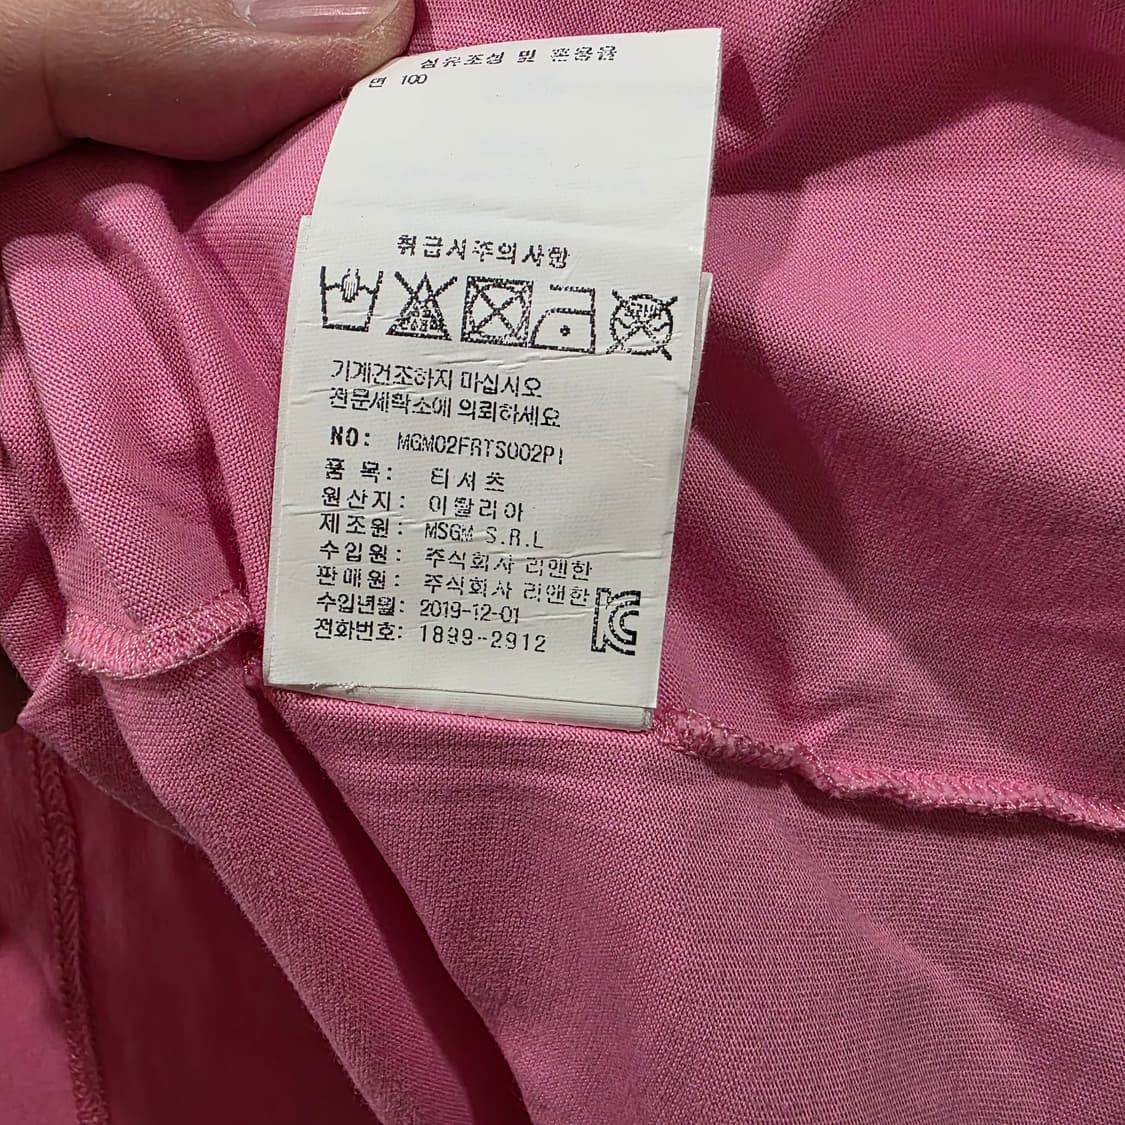 섬유조성 및 혼용율
면 100
취급시주의사항
기계건조하지 마십시오
전문세탁소에 의뢰하세요
NO: MGM02FRTS002PI
품 목: 티셔츠
원산지: 이탈리아
제조원: MSGM S.R.L
수입원: 주식회사 리앤한
판매원: 주식회사 리앤한
수입년월: 2019-12-01
전화번호: 1899-2912